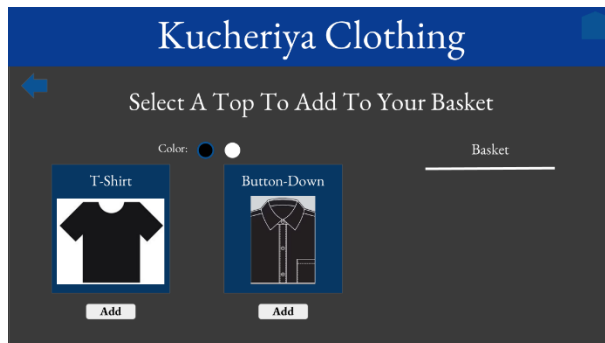 Kucheriya Clothing
Select A Top To Add To Your Basket
Color:
Basket
T-Shirt
Button-Down
Add
Add